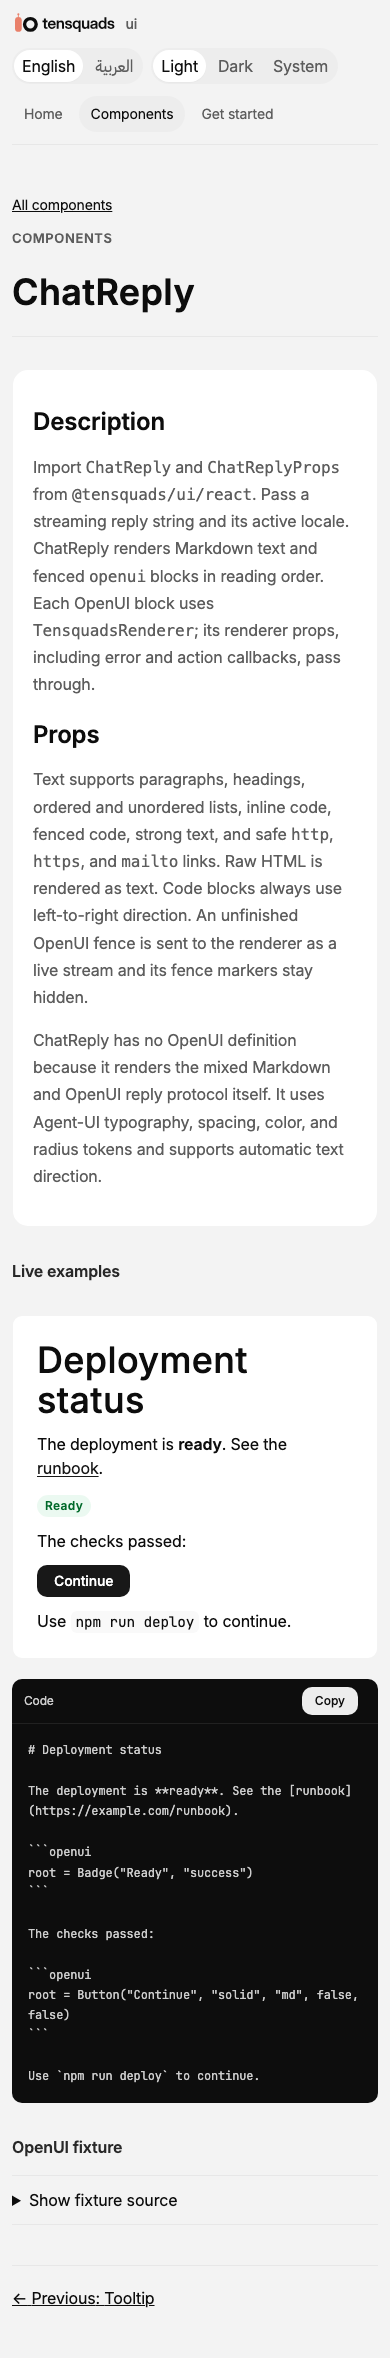 tensquads ui
English العربية Light Dark System
Home Components Get started
All components
COMPONENTS
ChatReply
Description
Import ChatReply and ChatReplyProps
from @tensquads/ui/react. Pass a
streaming reply string and its active locale.
ChatReply renders Markdown text and
fenced openui blocks in reading order.
Each OpenUI block uses
TensquadsRenderer; its renderer props,
including error and action callbacks, pass
through.
Props
Text supports paragraphs, headings,
ordered and unordered lists, inline code,
fenced code, strong text, and safe http,
https, and mailto links. Raw HTML is
rendered as text. Code blocks always use
left-to-right direction. An unfinished
OpenUI fence is sent to the renderer as a
live stream and its fence markers stay
hidden.
ChatReply has no OpenUI definition
because it renders the mixed Markdown
and OpenUI reply protocol itself. It uses
Agent-UI typography, spacing, color, and
radius tokens and supports automatic text
direction.
Live examples
Deployment
status
The deployment is ready. See the
runbook.
Ready
The checks passed:
Continue
Use npm run deploy to continue.
Code Copy
# Deployment status
The deployment is **ready**. See the [runbook]
(https://example.com/runbook).
```openui
root = Badge("Ready", "success")
```
The checks passed:
```openui
root = Button("Continue", "solid", "md", false,
false)
```
Use `npm run deploy` to continue.
OpenUI fixture
▶ Show fixture source
← Previous: Tooltip